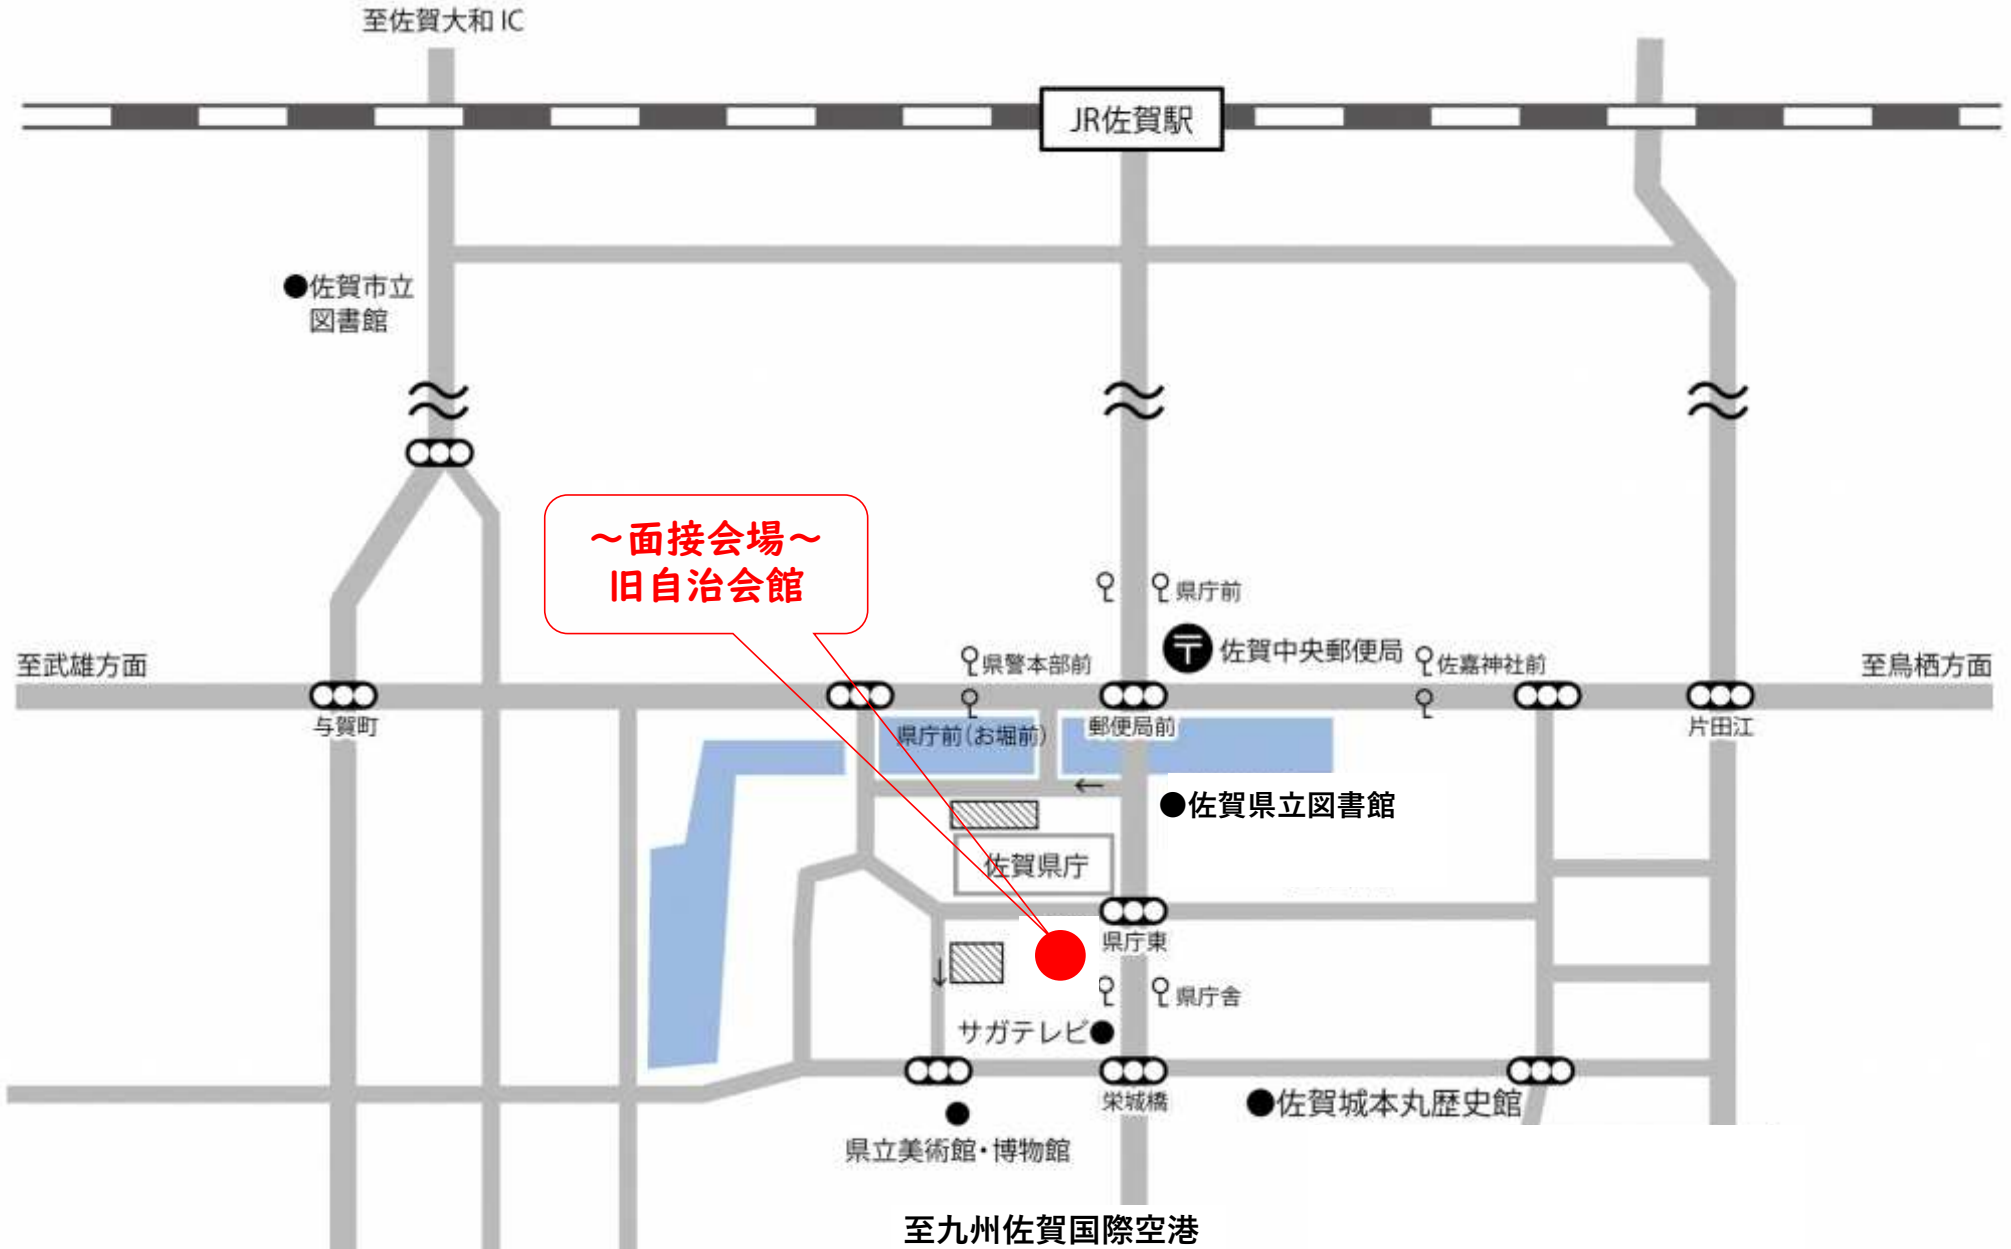 至佐賀大和 IC
JR佐賀駅
●佐賀市立
図書館
～面接会場～
旧自治会館
県庁前
〒
佐賀中央郵便局
県警本部前
佐嘉神社前
至武雄方面
至鳥栖方面
与賀町
県庁前(お堀前)
郵便局前
片田江
←
●佐賀県立図書館
佐賀県庁
県庁東
↓
県庁舎
サガテレビ●
栄城橋
●佐賀城本丸歴史館
県立美術館・博物館
至九州佐賀国際空港